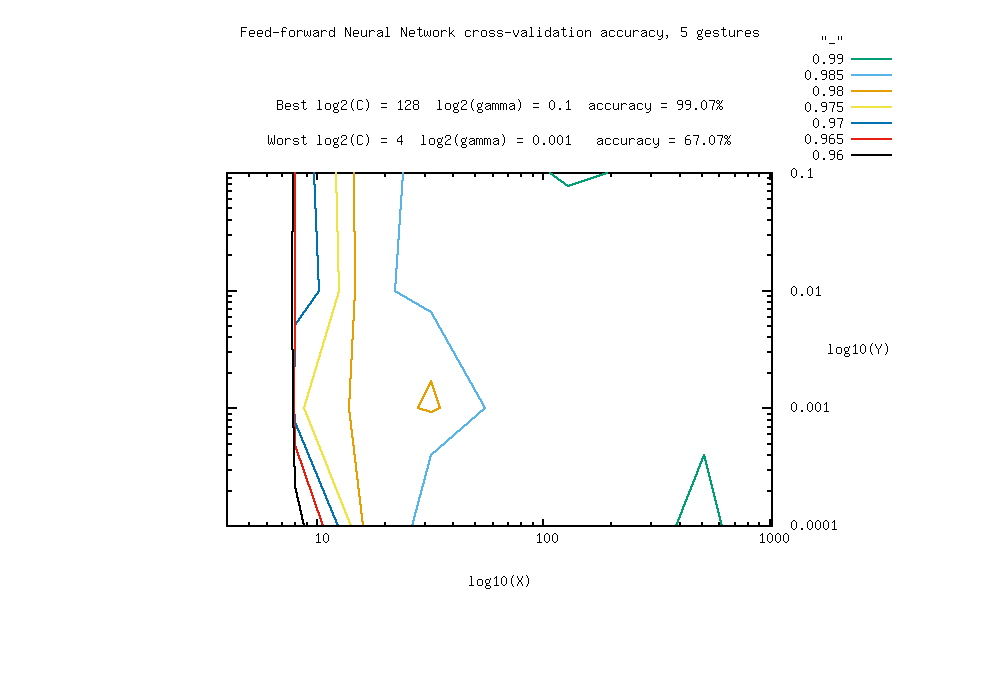 Feed-forward Neural Network cross-validation accuracy, 5 gestures
"_"
0.99
0.985
Best log2(C) = 128  log2(gamma) = 0.1  accuracy = 99.07%
0.98
0.975
0.97
Worst log2(C) = 4  log2(gamma) = 0.001   accuracy = 67.07%
0.965
0.96
0.1
0.01
log10(Y)
0.001
0.0001
10 100 1000
log10(X)